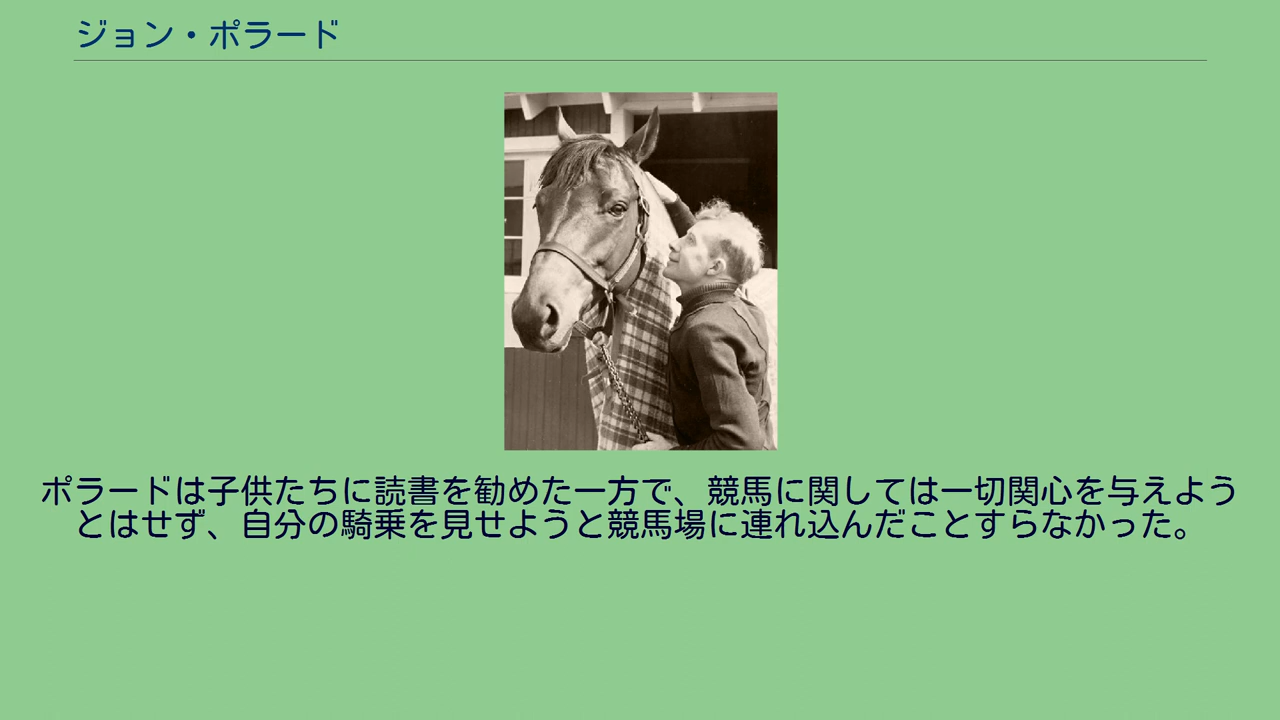 ジョン・ポラード
ポラードは子供たちに読書を勧めた一方で、競馬に関しては一切関心を与えよう
とはせず、自分の騎乗を見せようと競馬場に連れ込んだことすらなかった。